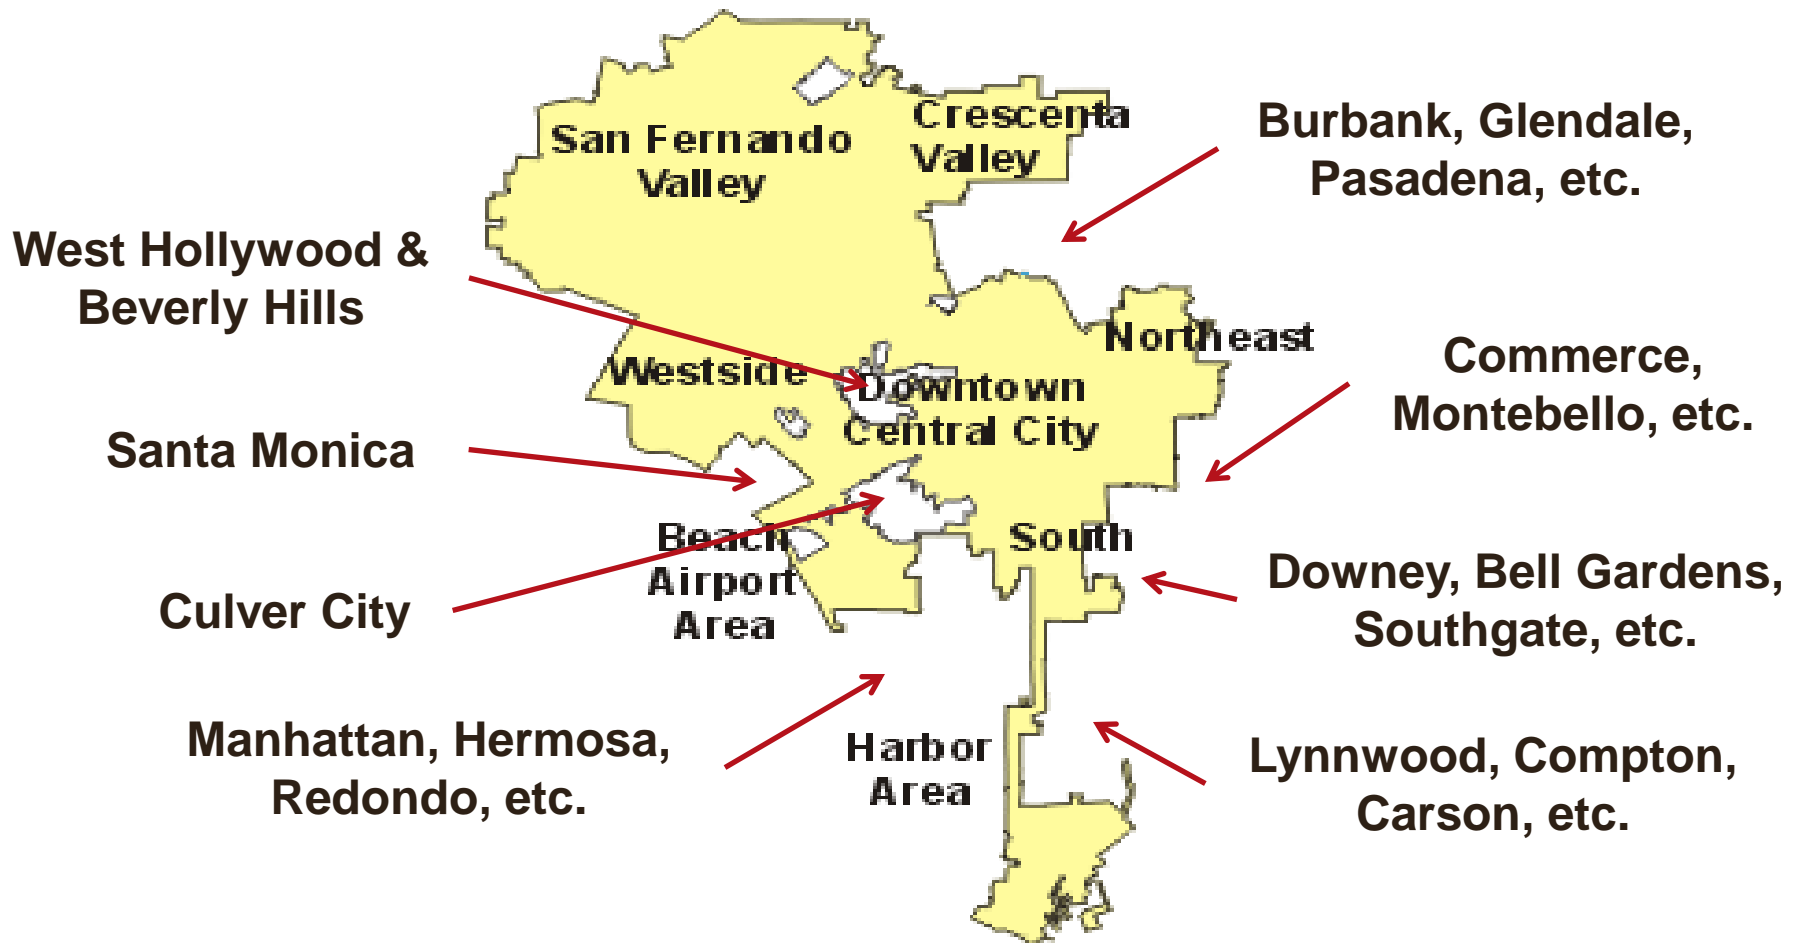 Crescenta
Valley
San Fernando
Valley
Burbank, Glendale,
Pasadena, etc.
West Hollywood &
Beverly Hills
Northeast
Westside
Downtown
Central City
Commerce,
Montebello, etc.
Santa Monica
Beach
Airport
Area
South
Culver City
Downey, Bell Gardens,
Southgate, etc.
Manhattan, Hermosa,
Redondo, etc.
Harbor
Area
Lynnwood, Compton,
Carson, etc.